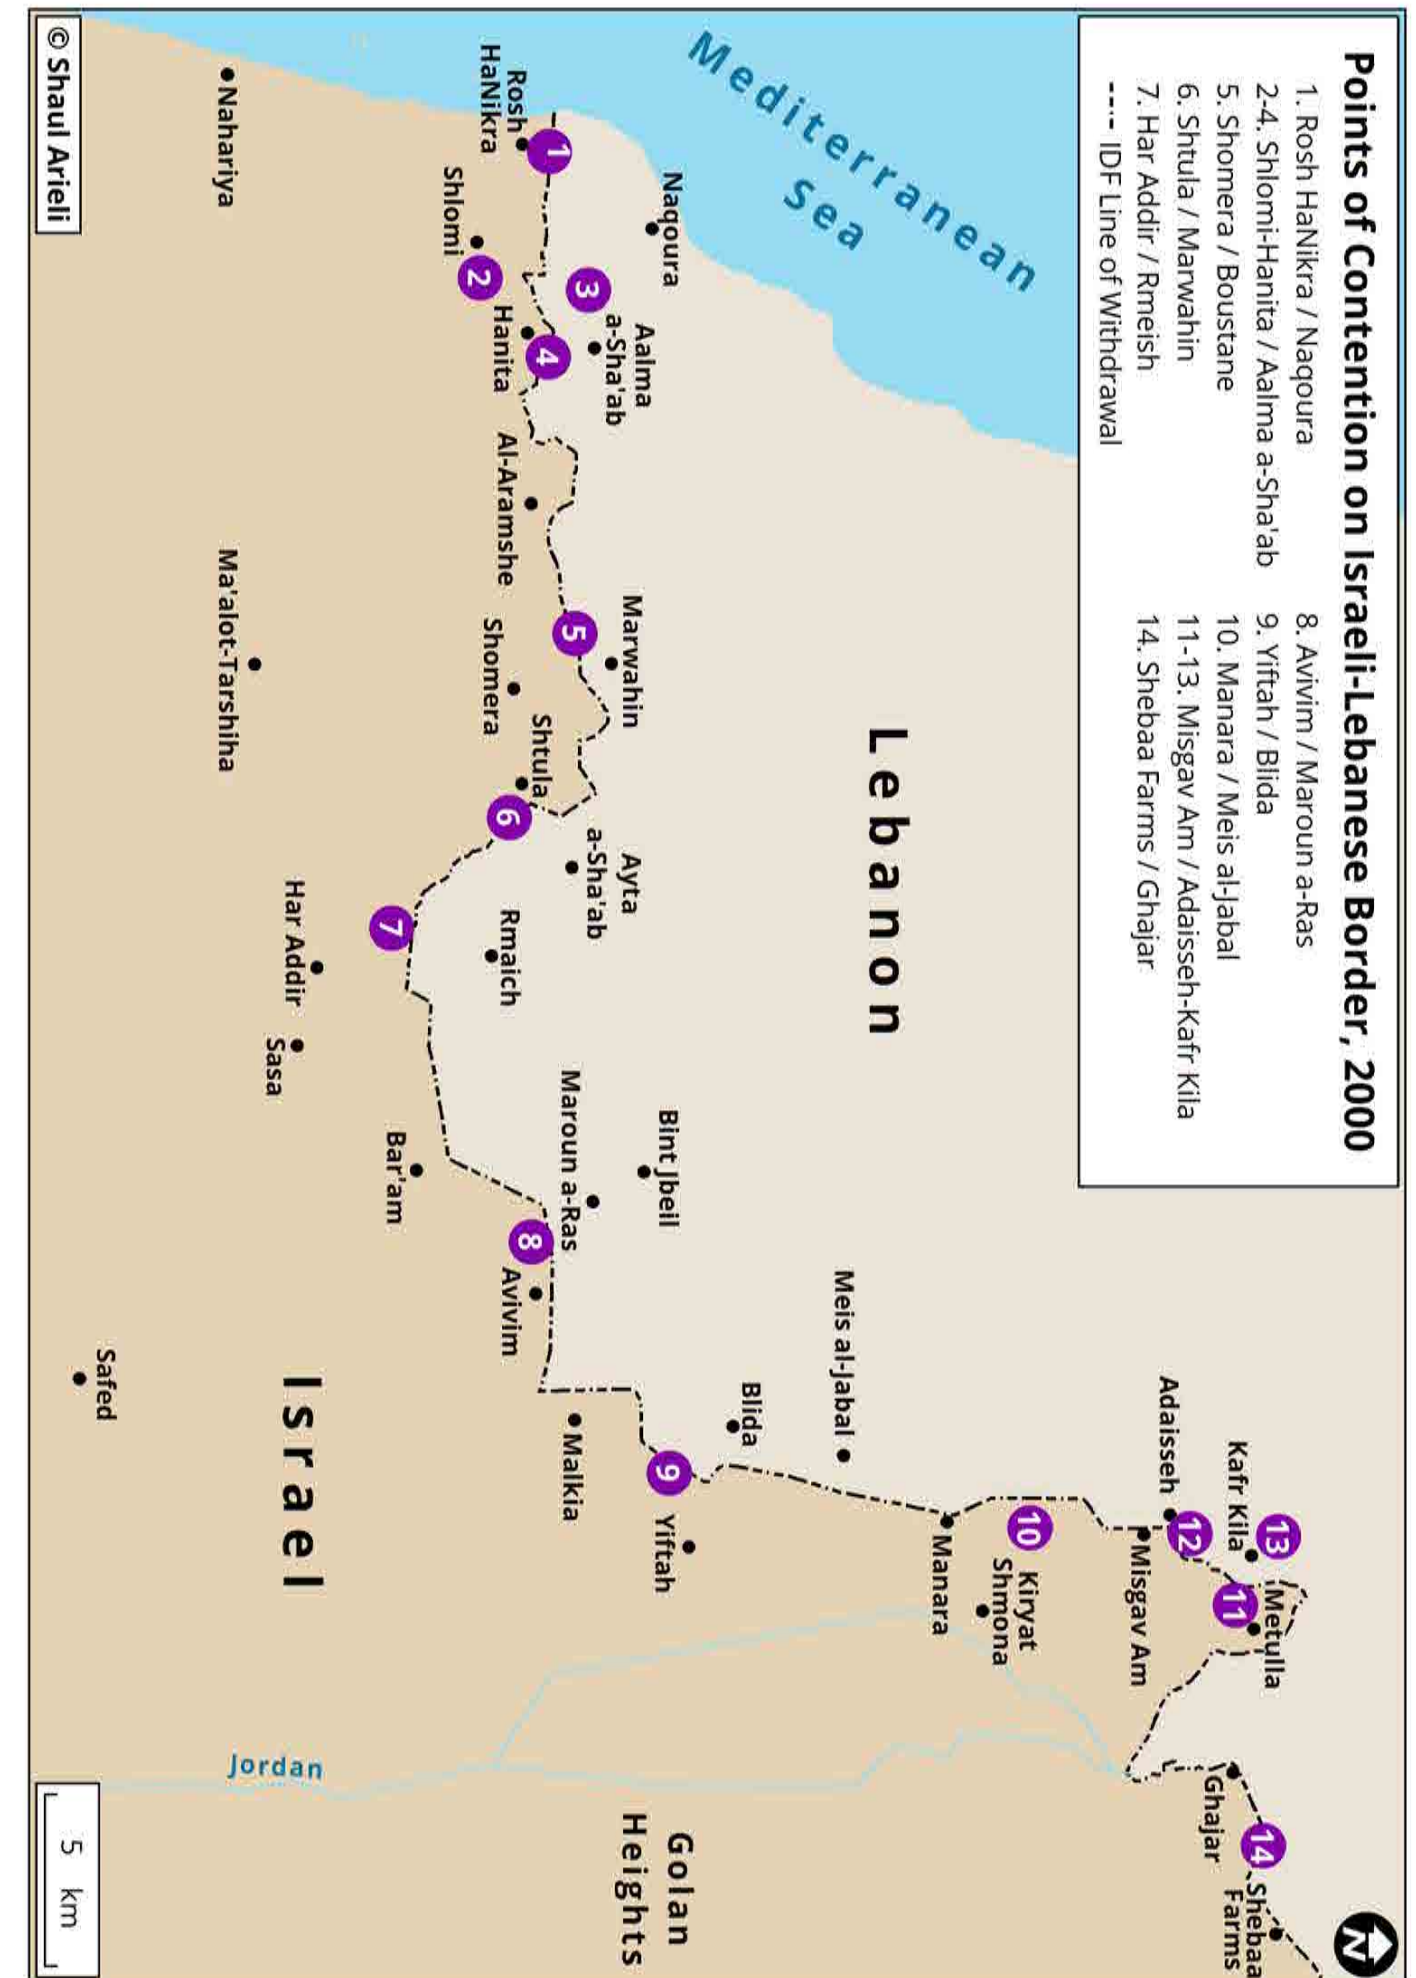 Points of Contention on Israeli-Lebanese Border, 2000
1. Rosh HaNikra / Naqoura
2-4. Shlomi-Hanita / Aalma a-Sha'ab
5. Shomera / Boustane
6. Shtula / Marwahin
7. Har Addir / Rmeish
IDF Line of Withdrawal
8. Avivim / Maroun a-Ras
9. Yiftah / Blida
10. Manara / Meis al-Jabal
11-13. Misgav Am / Adaisseh-Kafr Kila
14. Shebaa Farms / Ghajar
N
Mediterranean
Sea
Lebanon
Kafr Kila
13
Metulla
11
Adaisseh
12
Misgav Am
Ghajar
14
Shebaa
Farms
Kiryat
Shmona
10
Manara
Meis al-Jabal
Blida
9
Yiftah
Malkia
Golan
Heights
Naqoura
Aalma
a-Sha'ab
3
Marwahin
Ayta
a-Sha'ab
Bint Jbeil
Maroun a-Ras
Rosh
HaNikra
1
Shlomi
2
Hanita
4
Al-Aramshe
5
Shomera
Shtula
6
Rmaich
7
8
Avivim
Bar'am
Har Addir
Sasa
Israel
Nahariya
Ma'alot-Tarshiha
Jordan
Safed
© Shaul Arieli
5 km